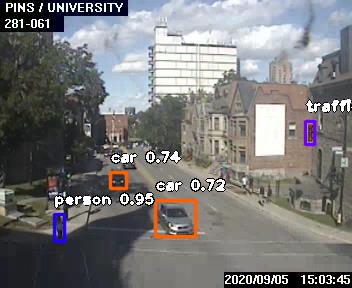 PINS / UNIVERSITY
281-061
traffi
car 0.74
car 0.72
person 0.95
2020/09/05 15:03:45